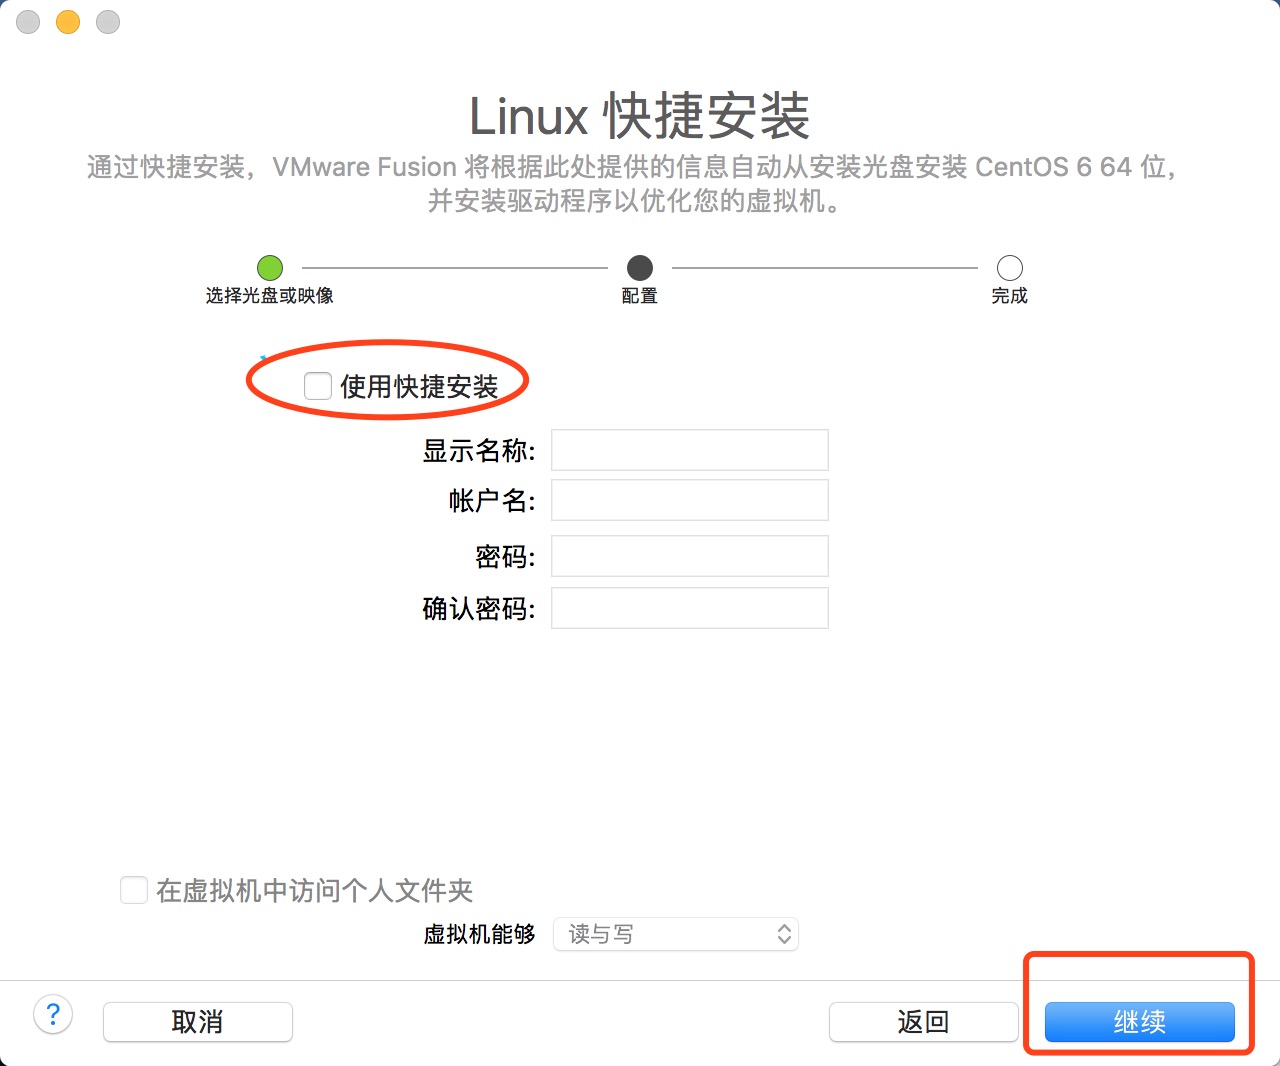 Linux 快捷安装
通过快捷安装，VMware Fusion 将根据此处提供的信息自动从安装光盘安装 CentOS 6 64 位，
并安装驱动程序以优化您的虚拟机。
选择光盘或映像
配置
完成
使用快捷安装
显示名称:
帐户名:
密码:
确认密码:
在虚拟机中访问个人文件夹
虚拟机能够 读与写
?
取消
返回
继续